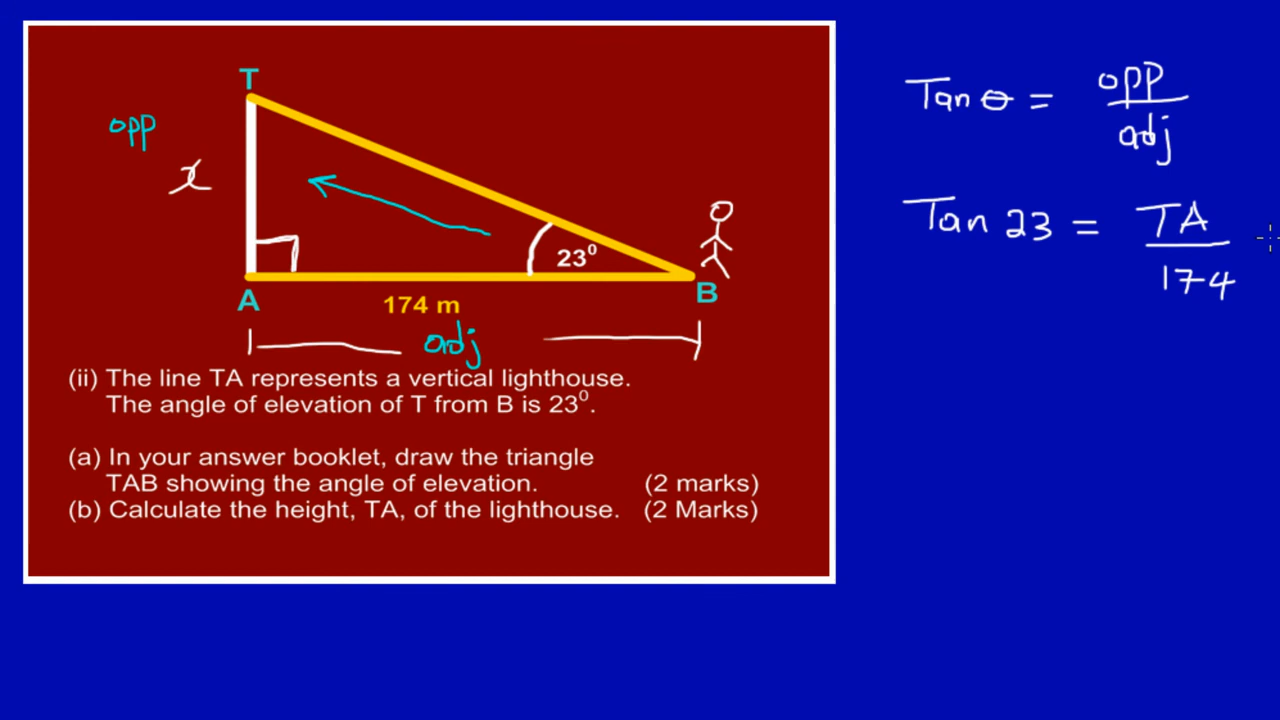 T
opp
x
23⁰
A
174 m
B
adj
(ii) The line TA represents a vertical lighthouse.
The angle of elevation of T from B is 23⁰.
(a) In your answer booklet, draw the triangle
TAB showing the angle of elevation. (2 marks)
(b) Calculate the height, TA, of the lighthouse. (2 Marks)
Tan θ = opp
adj
Tan 23 = TA
174